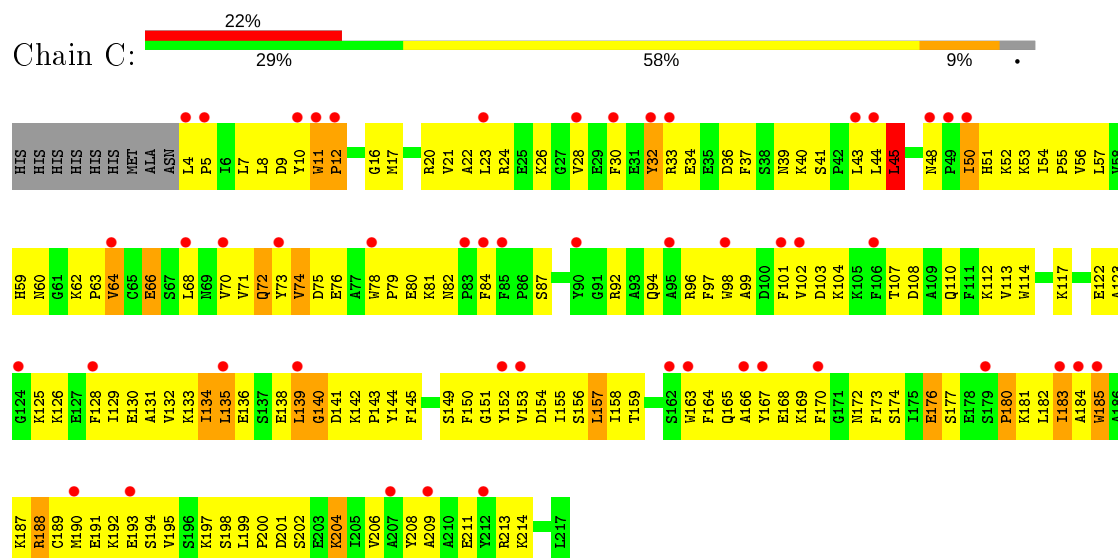 22%
Chain C:
29% 58% 9% •
HIS HIS HIS HIS HIS HIS MET ALA ASN L4 P5 I6 L7 L8 D9 Y10 W11 P12 G16 M17 R20 V21 A22 L23 R24 E25 K26 G27 V28 E29 F30 E31 Y32 R33 E34 E35 D36 F37 S38 N39 K40 S41 P42 L43 L44 L45 N48 P49 I50 H51 K52 K53 I54 P55 V56 L57 V58
H59 N60 G61 K62 P63 V64 C65 E66 S67 L68 N69 V70 V71 Q72 Y73 V74 D75 E76 A77 W78 P79 E80 K81 N82 P83 F84 F85 P86 S87 Y90 G91 R92 A93 Q94 A95 R96 F97 W98 A99 D100 F101 V102 D103 K104 K105 F106 T107 D108 A109 Q110 F111 K112 V113 W114 K117 E122 A123
G124 K125 K126 E127 F128 I129 E130 A131 V132 K133 I134 L135 E136 S137 E138 L139 G140 D141 K142 P143 Y144 F145 S149 F150 G151 Y152 V153 D154 I155 S156 L157 I158 T159 S162 W163 F164 Q165 A166 Y167 E168 K169 F170 G171 N172 F173 S174 I175 E176 S177 E178 S179 P180 K181 L182 I183 A184 W185 A186
K187 R188 C189 M190 E191 K192 E193 S194 V195 S196 K197 S198 L199 P200 D201 S202 E203 K204 I205 V206 A207 Y208 A209 A210 E211 Y212 R213 K214 L217